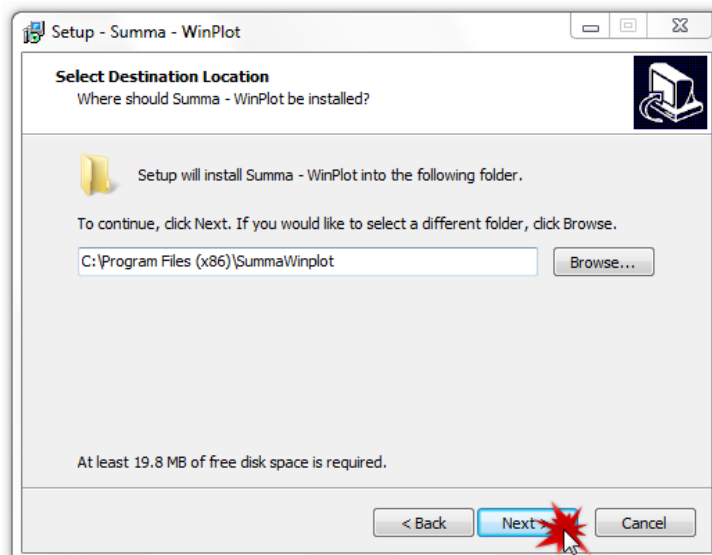 Setup - Summa - WinPlot
Select Destination Location
Where should Summa - WinPlot be installed?
Setup will install Summa - WinPlot into the following folder.
To continue, click Next. If you would like to select a different folder, click Browse.
C:\Program Files (x86)\SummaWinplot
Browse...
At least 19.8 MB of free disk space is required.
< Back
Next >
Cancel